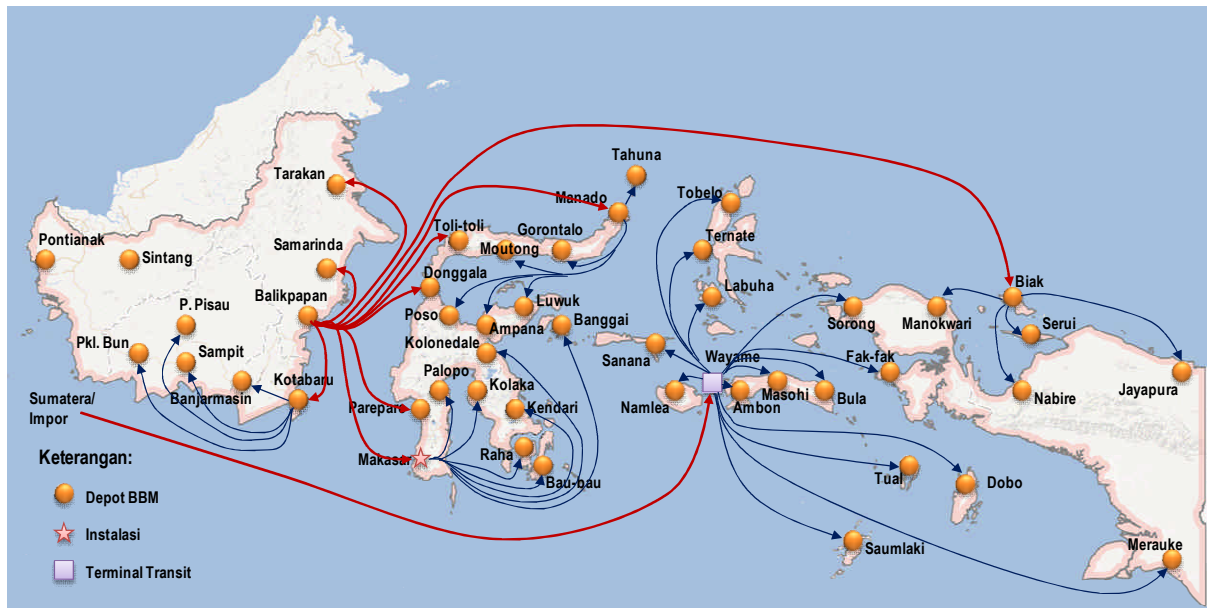 Tahuna
Tarakan
Manado
Tobelo
Toli-toli
Gorontalo
Pontianak
Samarinda
Moutong
Ternate
Sintang
Donggala
Labuha
Biak
P. Pisau
Balikpapan
Luwuk
Poso
Ampana
Banggai
Sorong
Manokwari
Serui
Pkl. Bun
Sampit
Kolonedale
Sanana
Wayame
Fak-fak
Kotabaru
Palopo
Kolaka
Masohi
Jayapura
Sumatera/
Impor
Banjarmasin
Parepare
Kendari
Namlea
Ambon
Bula
Nabire
Keterangan:
Makasar
Raha
Bau-bau
Tual
Dobo
Depot BBM
Instalasi
Saumlaki
Merauke
Terminal Transit